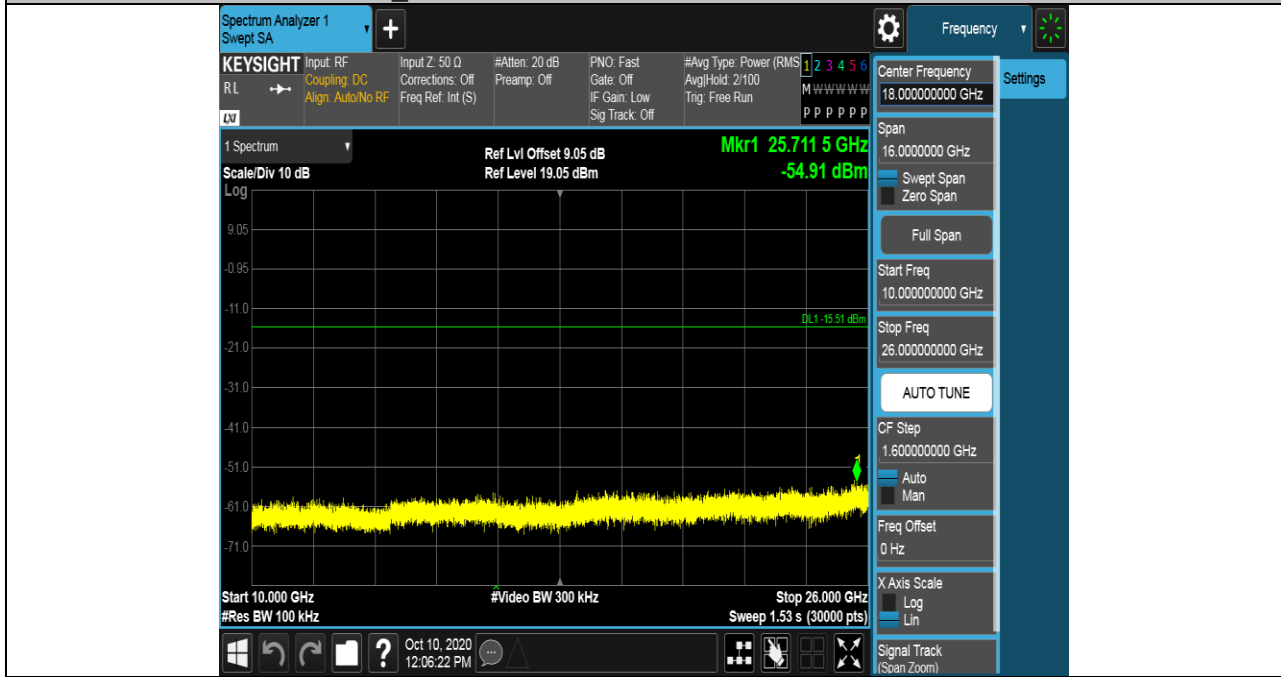 Spectrum Analyzer 1
Swept SA
+
Frequency
KEYSIGHT
RL
LXI
Input: RF
Coupling: DC
Align: Auto/No RF
Input Z: 50 Ω
Corrections: Off
Freq Ref: Int (S)
#Atten: 20 dB
Preamp: Off
PNO: Fast
Gate: Off
IF Gain: Low
Sig Track: Off
#Avg Type: Power (RMS
Avg|Hold: 2/100
Trig: Free Run
1 2 3 4 5 6
M W W W W W
P P P P P P
1 Spectrum
Scale/Div 10 dB
Ref Lvl Offset 9.05 dB
Ref Level 19.05 dBm
Mkr1 25.711 5 GHz
-54.91 dBm
Log
9.05
-0.95
-11.0
DL1 -15.51 dBm
-21.0
-31.0
-41.0
-51.0
1
-61.0
-71.0
Start 10.000 GHz
#Res BW 100 kHz
#Video BW 300 kHz
Stop 26.000 GHz
Sweep 1.53 s (30000 pts)
?
Oct 10, 2020
12:06:22 PM
Center Frequency
18.000000000 GHz
Span
16.0000000 GHz
Swept Span
Zero Span
Full Span
Start Freq
10.000000000 GHz
Stop Freq
26.000000000 GHz
AUTO TUNE
CF Step
1.600000000 GHz
Auto
Man
Freq Offset
0 Hz
X Axis Scale
Log
Lin
Signal Track
(Span Zoom)
Settings